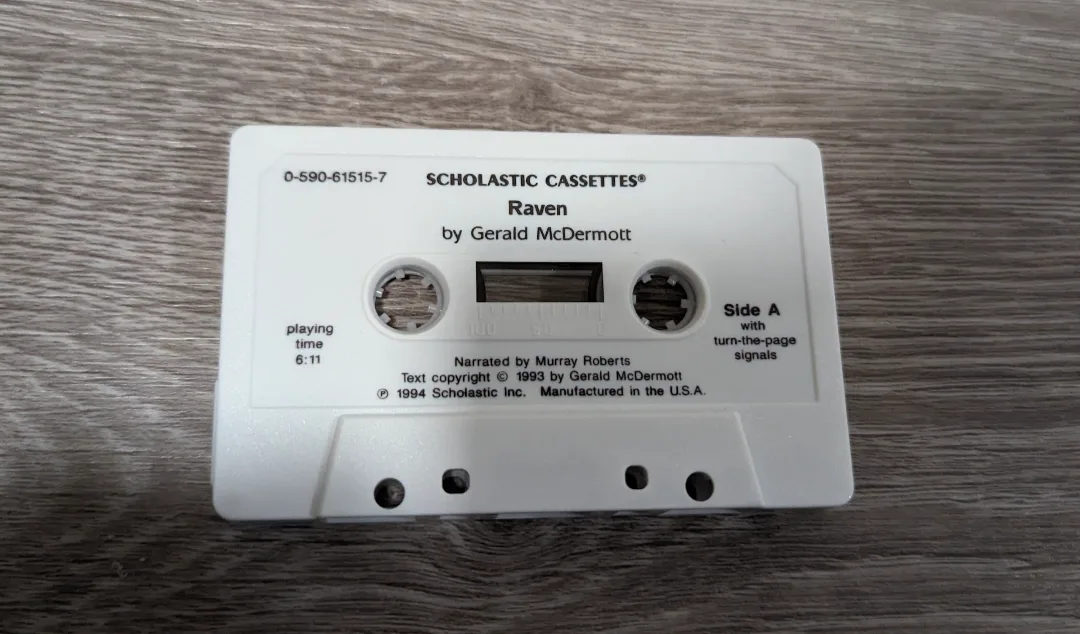 0-590-61515-7
SCHOLASTIC CASSETTES®
Raven
by Gerald McDermott
playing
time
6:11
100 50 0
Side A
with
turn-the-page
signals
Narrated by Murray Roberts
Text copyright © 1993 by Gerald McDermott
℗ 1994 Scholastic Inc. Manufactured in the U.S.A.